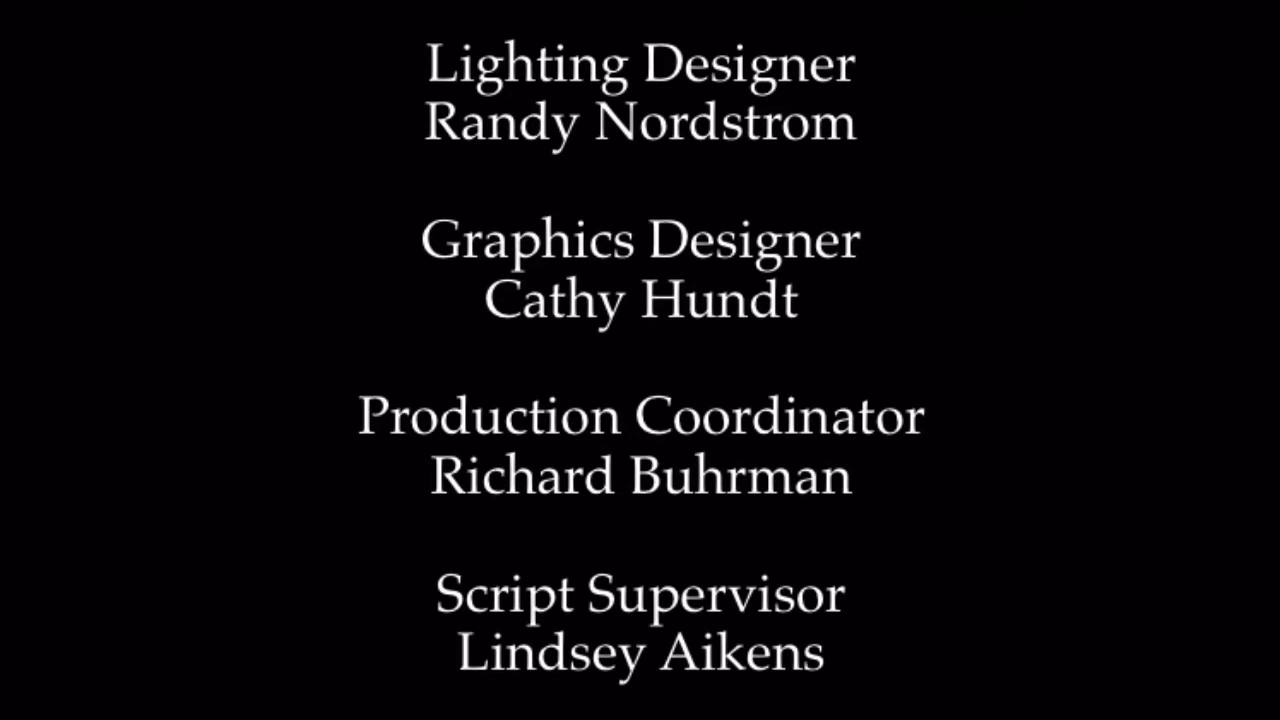 Lighting Designer
Randy Nordstrom
Graphics Designer
Cathy Hundt
Production Coordinator
Richard Buhrman
Script Supervisor
Lindsey Aikens